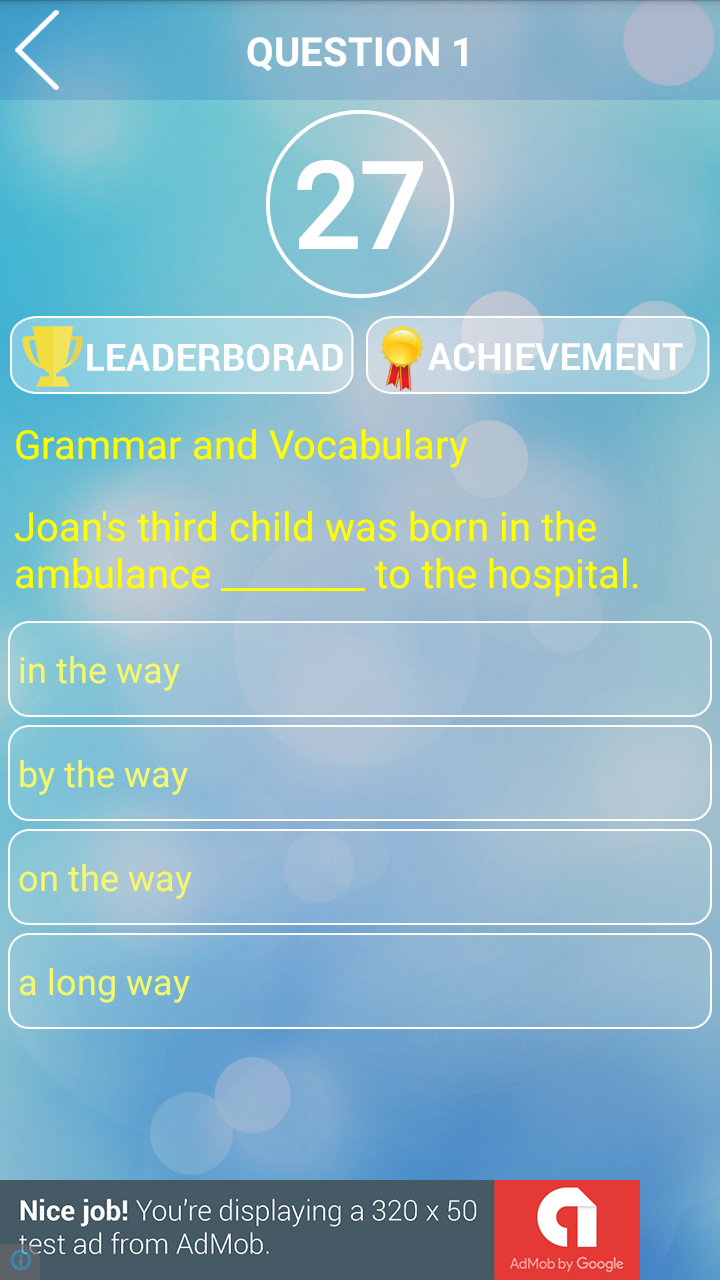 QUESTION 1
27
LEADERBORAD
ACHIEVEMENT
Grammar and Vocabulary
Joan's third child was born in the
ambulance _______ to the hospital.
in the way
by the way
on the way
a long way
Nice job! You're displaying a 320 x 50
test ad from AdMob.
AdMob by Google